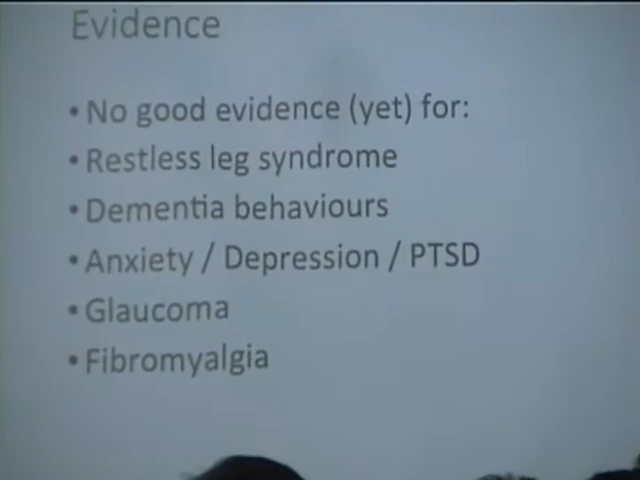 Evidence
• No good evidence (yet) for:
• Restless leg syndrome
• Dementia behaviours
• Anxiety / Depression / PTSD
• Glaucoma
• Fibromyalgia